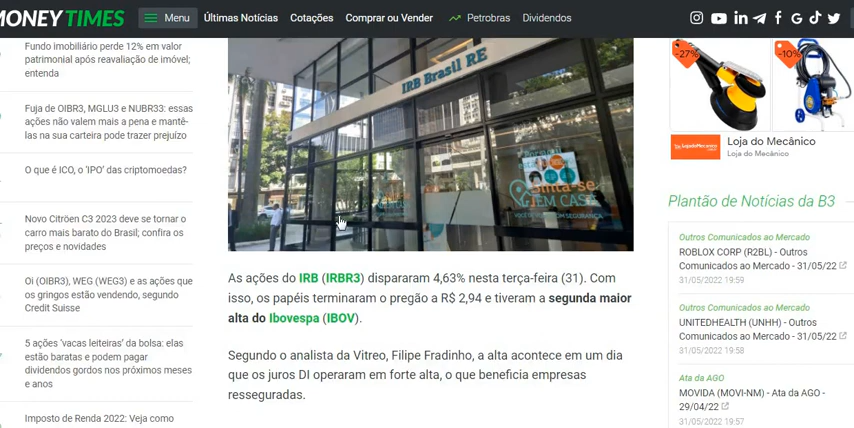 MONEY TIMES
Menu
Últimas Notícias
Cotações
Comprar ou Vender
Petrobras
Dividendos
Fundo imobiliário perde 12% em valor
patrimonial após reavaliação de imóvel;
entenda
Fuja de OIBR3, MGLU3 e NUBR33: essas
ações não valem mais a pena e mantê-
las na sua carteira pode trazer prejuízo
O que é ICO, o 'IPO' das criptomoedas?
Novo Citröen C3 2023 deve se tornar o
carro mais barato do Brasil; confira os
preços e novidades
Oi (OIBR3), WEG (WEG3) e as ações que
os gringos estão vendendo, segundo
Credit Suisse
5 ações 'vacas leiteiras' da bolsa: elas
estão baratas e podem pagar
dividendos gordos nos próximos meses
e anos
Imposto de Renda 2022: Veja como
IRB Brasil RE
Sinta-se
EM CASA
As ações do IRB (IRBR3) dispararam 4,63% nesta terça-feira (31). Com
isso, os papéis terminaram o pregão a R$ 2,94 e tiveram a segunda maior
alta do Ibovespa (IBOV).
Segundo o analista da Vitreo, Filipe Fradinho, a alta acontece em um dia
que os juros DI operaram em forte alta, o que beneficia empresas
resseguradas.
-27%
-10%
Loja do Mecânico
Loja do Mecânico
Plantão de Notícias da B3
Outros Comunicados ao Mercado
ROBLOX CORP (R2BL) - Outros
Comunicados ao Mercado - 31/05/22
31/05/2022 19:59
Outros Comunicados ao Mercado
UNITEDHEALTH (UNHH) - Outros
Comunicados ao Mercado - 31/05/22
31/05/2022 19:58
Ata da AGO
MOVIDA (MOVI-NM) - Ata da AGO -
29/04/22
31/05/2022 19:57